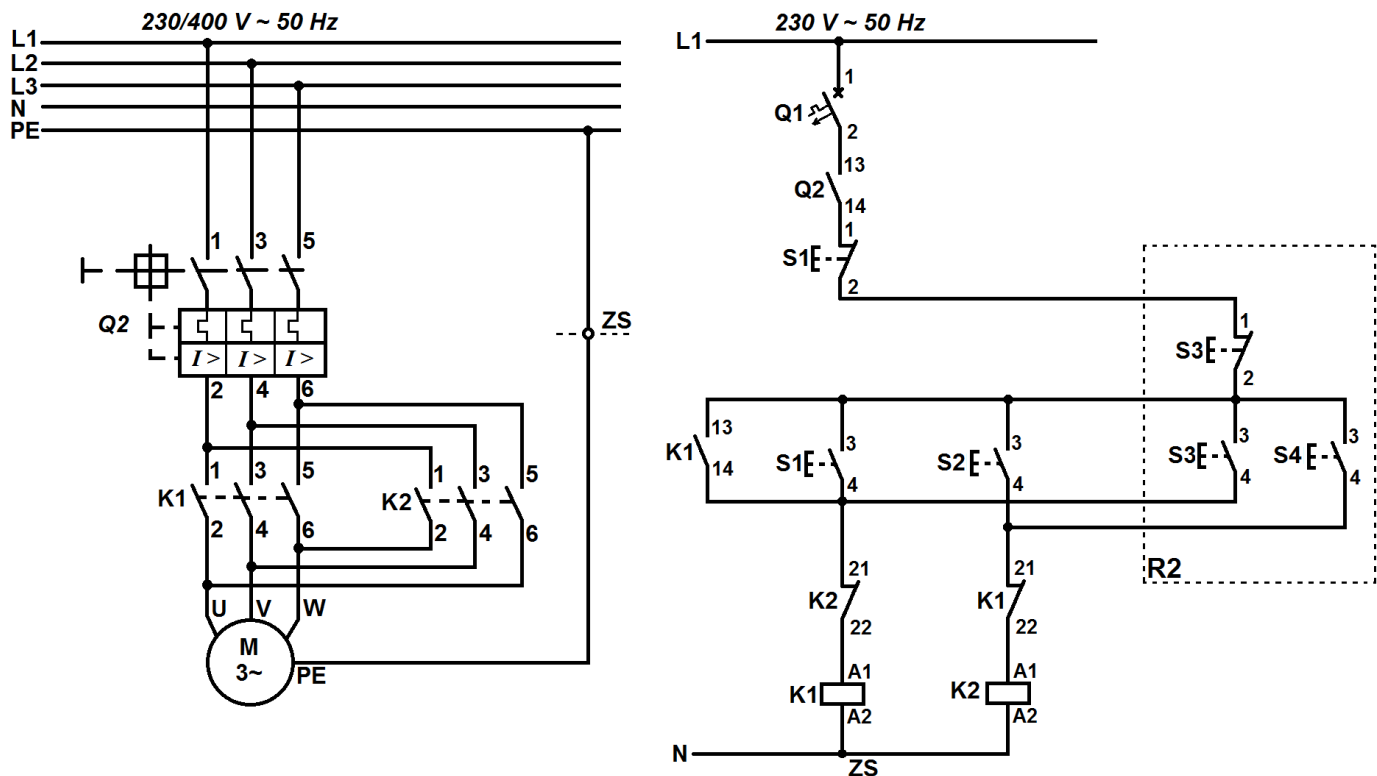 230/400 V ~ 50 Hz
L1
L2
L3
N
PE
1 3 5
Q2
I > I > I >
2 4 6
ZS
1 3 5
K1
2 4 6
1 3 5
K2
2 4 6
U V W
M
3~
PE
230 V ~ 50 Hz
L1
1
Q1
2
13
Q2
14
1
S1
2
1
S3
2
13
K1
14
3
S1
4
3
S2
4
3
S3
4
3
S4
4
R2
21
K2
22
21
K1
22
A1
K1
A2
A1
K2
A2
N
ZS